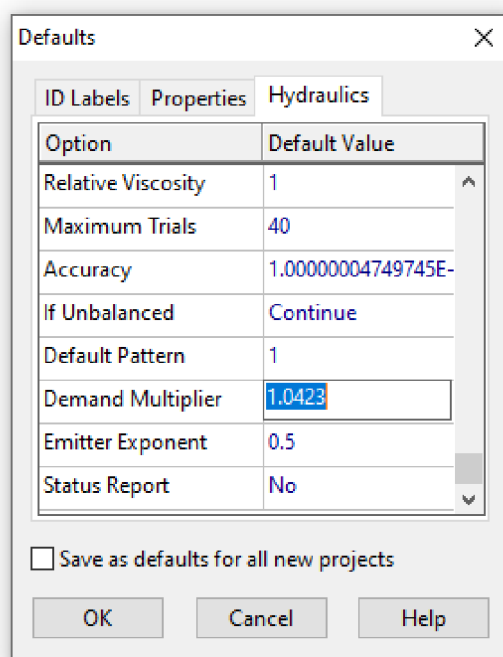 Defaults
ID Labels Properties Hydraulics
Option Default Value
Relative Viscosity 1
Maximum Trials 40
Accuracy 1.00000004749745E-
If Unbalanced Continue
Default Pattern 1
Demand Multiplier 1.0423
Emitter Exponent 0.5
Status Report No
Save as defaults for all new projects
OK Cancel Help